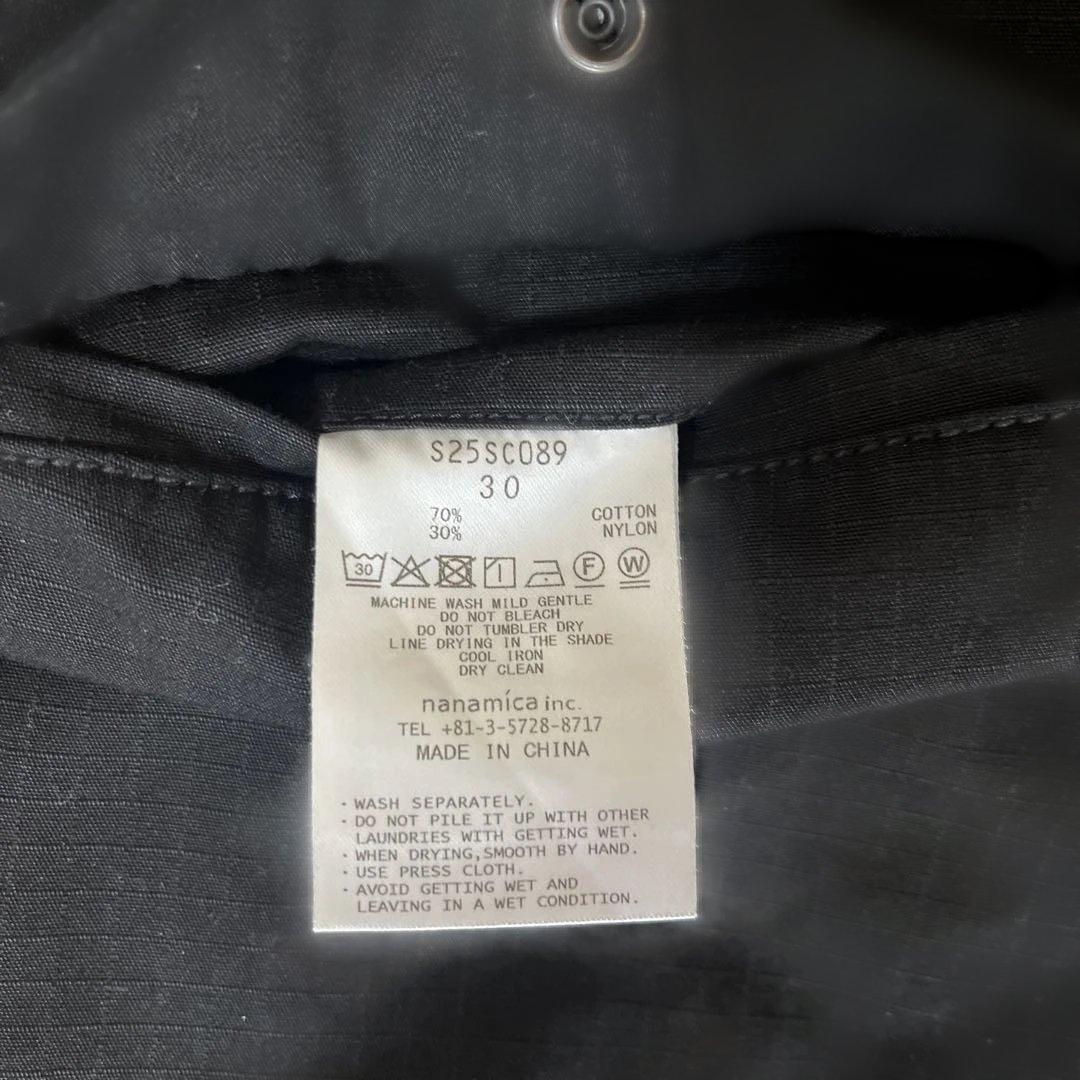 S25SC089
30
70% COTTON
30% NYLON
30 F W
MACHINE WASH MILD GENTLE
DO NOT BLEACH
DO NOT TUMBLER DRY
LINE DRYING IN THE SHADE
COOL IRON
DRY CLEAN
nanamíca inc.
TEL +81-3-5728-8717
MADE IN CHINA
・WASH SEPARATELY.
・DO NOT PILE IT UP WITH OTHER
LAUNDRIES WITH GETTING WET.
・WHEN DRYING,SMOOTH BY HAND.
・USE PRESS CLOTH.
・AVOID GETTING WET AND
LEAVING IN A WET CONDITION.